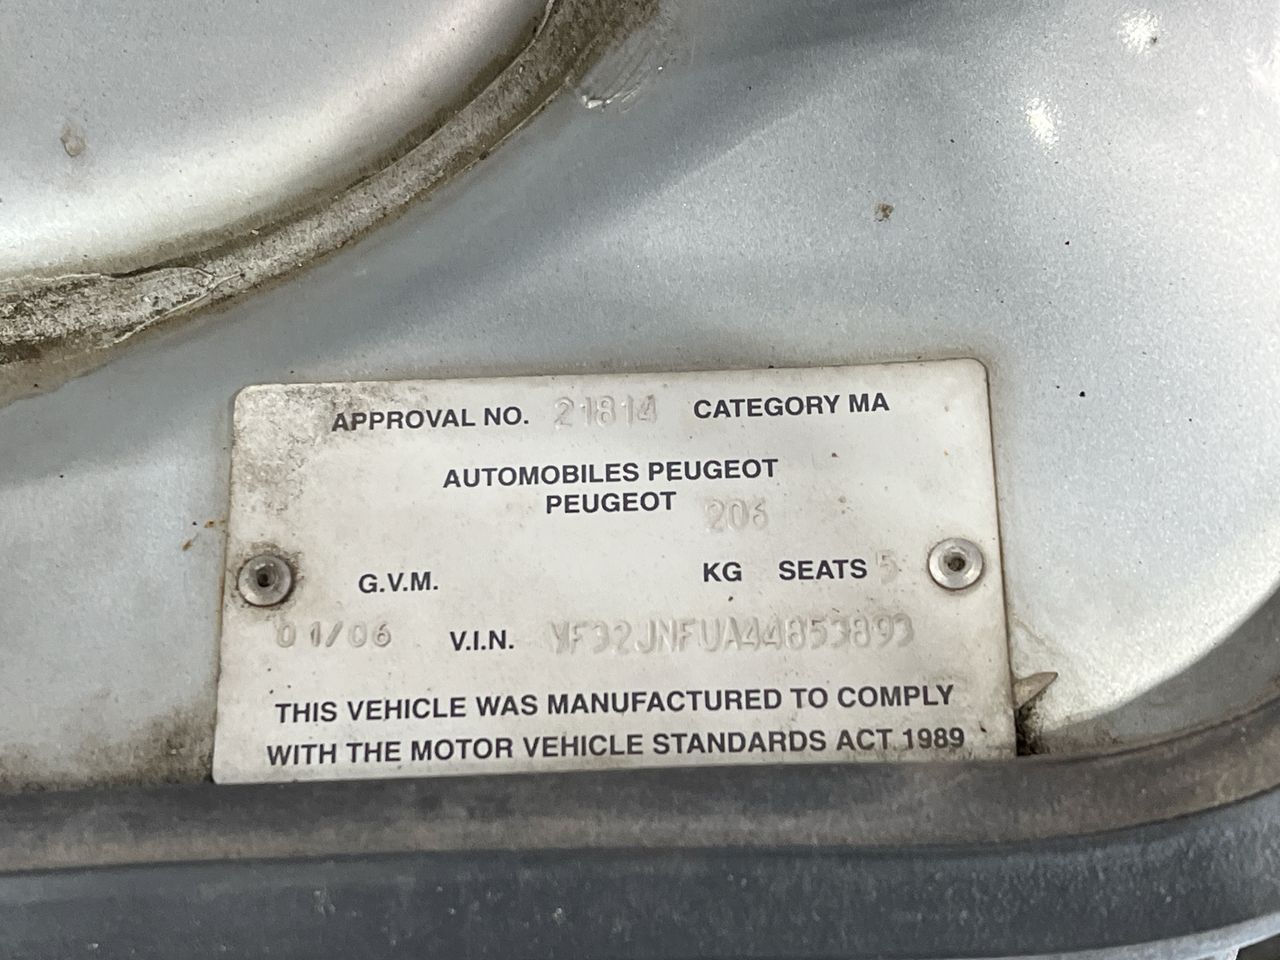 APPROVAL NO. 21814 CATEGORY MA
AUTOMOBILES PEUGEOT
PEUGEOT 206
G.V.M. KG SEATS 5
01/06 V.I.N. VF32JNFUA44853893
THIS VEHICLE WAS MANUFACTURED TO COMPLY
WITH THE MOTOR VEHICLE STANDARDS ACT 1989